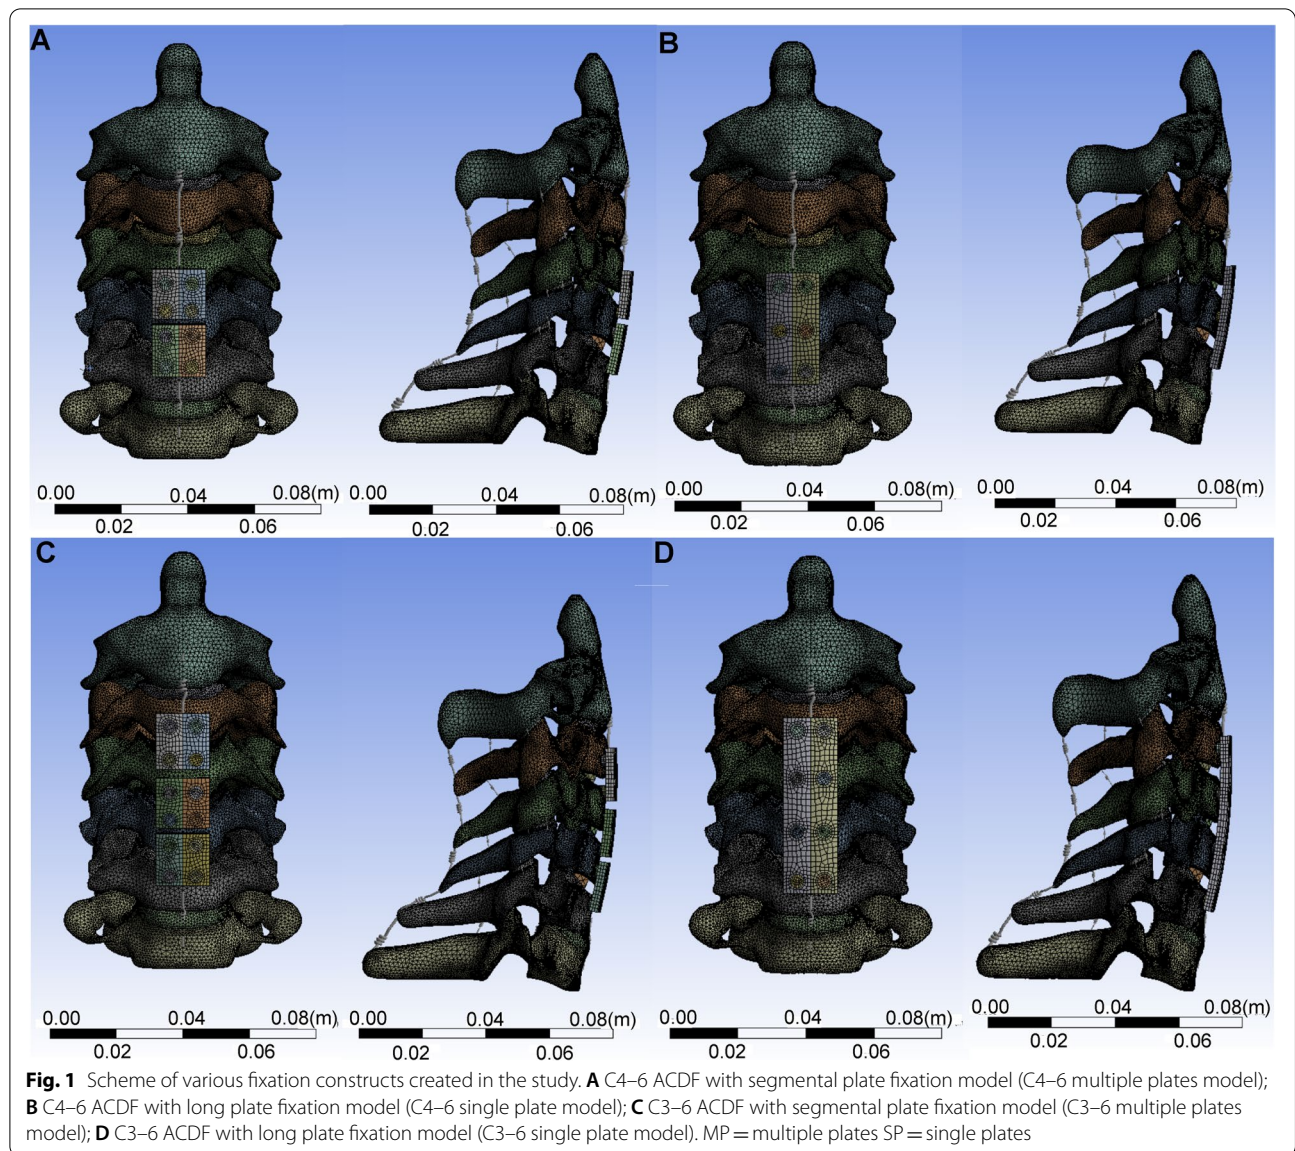 A
B
0.00 0.04 0.08(m)
0.02 0.06
0.00 0.04 0.08(m)
0.02 0.06
0.00 0.04 0.08(m)
0.02 0.06
0.00 0.04 0.08(m)
0.02 0.06
C
D
0.00 0.04 0.08(m)
0.02 0.06
0.00 0.04 0.08(m)
0.02 0.06
0.00 0.04 0.08(m)
0.02 0.06
0.00 0.04 0.08(m)
0.02 0.06
Fig. 1 Scheme of various fixation constructs created in the study. A C4–6 ACDF with segmental plate fixation model (C4–6 multiple plates model);
B C4–6 ACDF with long plate fixation model (C4–6 single plate model); C C3–6 ACDF with segmental plate fixation model (C3–6 multiple plates
model); D C3–6 ACDF with long plate fixation model (C3–6 single plate model). MP = multiple plates SP = single plates